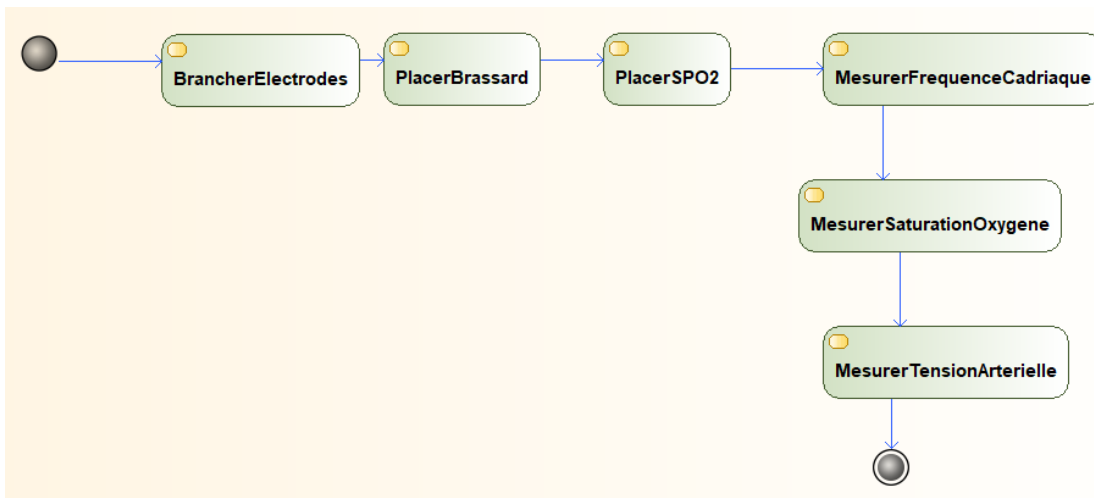 BrancherElectrodes
PlacerBrassard
PlacerSPO2
MesurerFrequenceCadriaque
MesurerSaturationOxygene
MesurerTensionArterielle